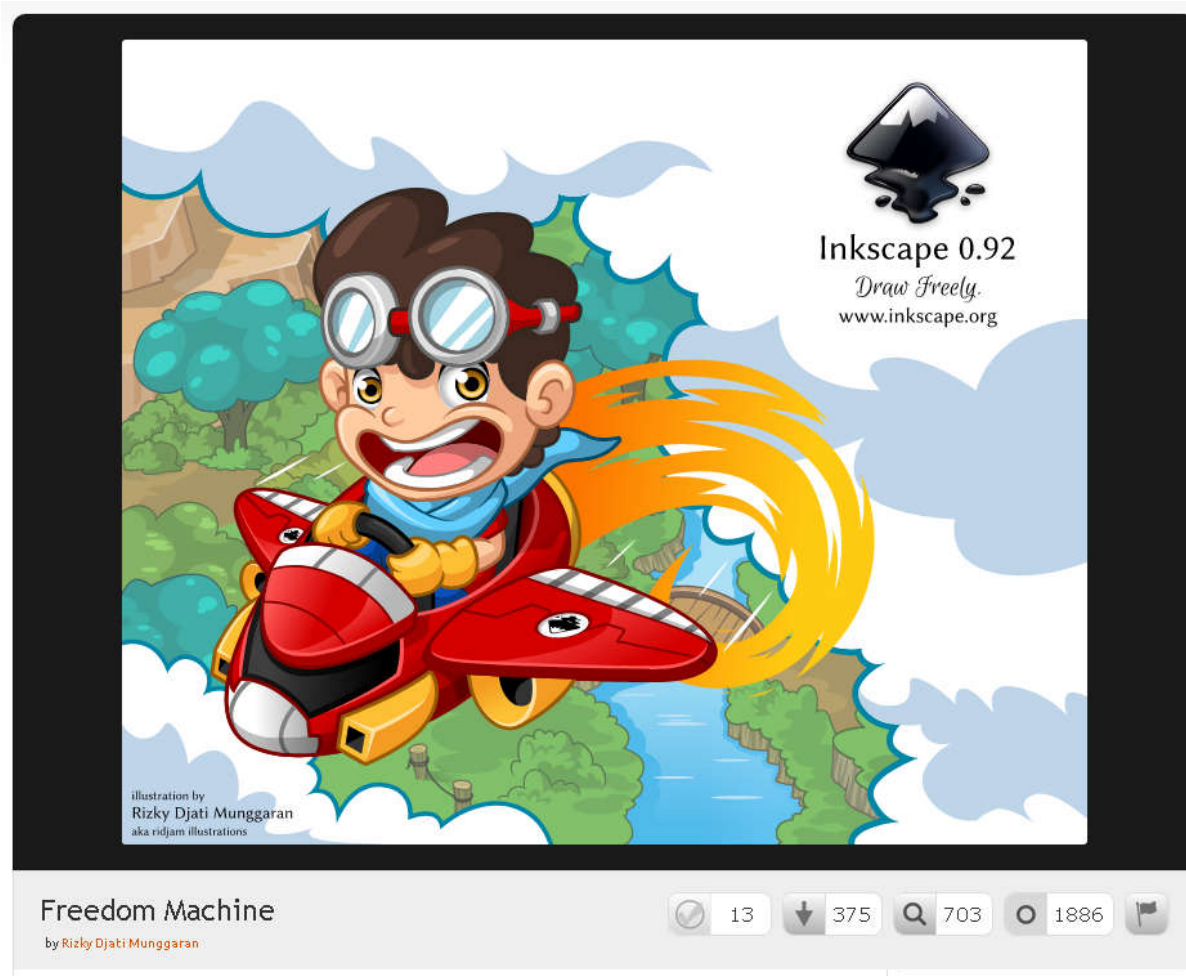 Inkscape 0.92
Draw Freely.
www.inkscape.org
illustration by
Rizky Djati Munggaran
aka ridjam illustrations
Freedom Machine
13 375 703 1886
by Rizky Djati Munggaran